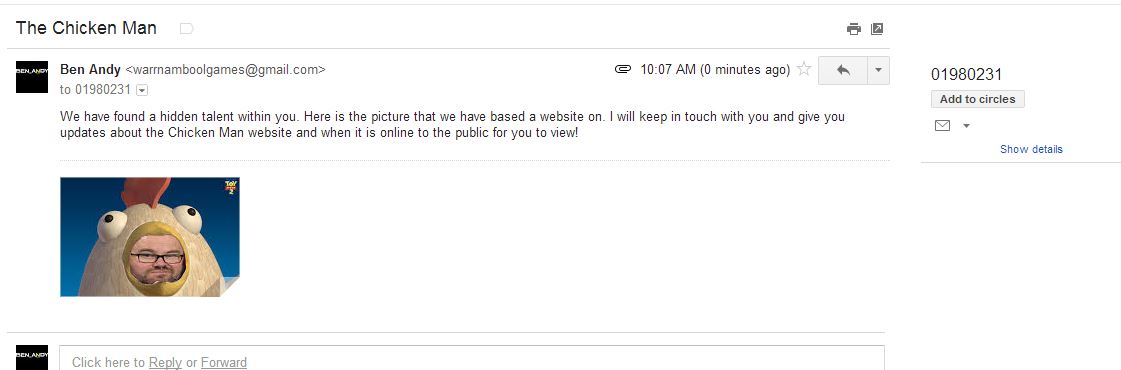 The Chicken Man
BEN_ANDY
Ben Andy <warrnamboolgames@gmail.com>
10:07 AM (0 minutes ago)
to 01980231
We have found a hidden talent within you. Here is the picture that we have based a website on. I will keep in touch with you and give you
updates about the Chicken Man website and when it is online to the public for you to view!
TOY
2
BEN_ANDY
Click here to Reply or Forward
01980231
Add to circles
Show details